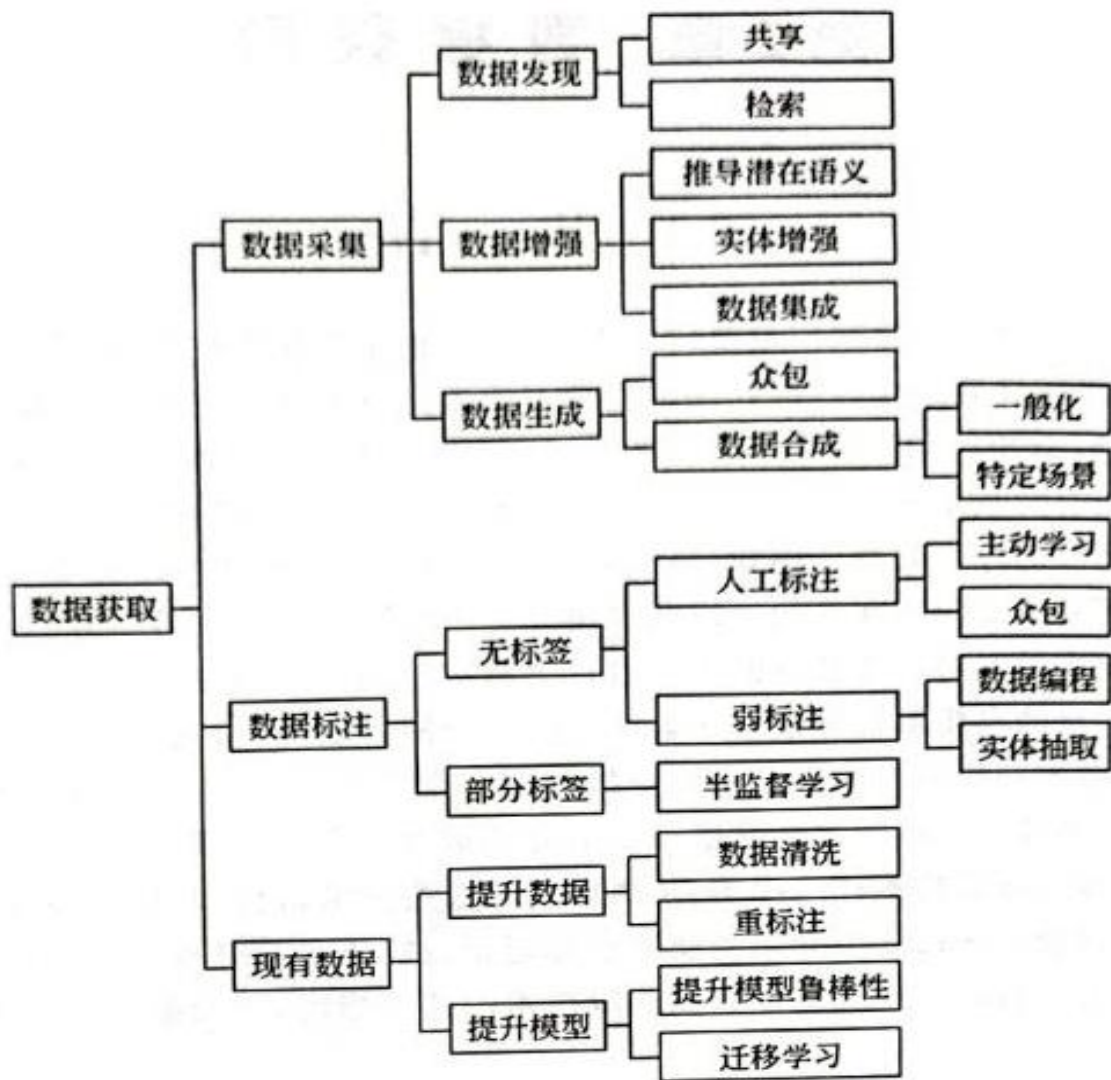 共享
数据发现
检索
推导潜在语义
数据采集
数据增强
实体增强
数据集成
众包
数据生成
一般化
数据合成
特定场景
主动学习
人工标注
数据获取
众包
无标签
数据编程
数据标注
弱标注
实体抽取
部分标签
半监督学习
数据清洗
提升数据
重标注
现有数据
提升模型鲁棒性
提升模型
迁移学习